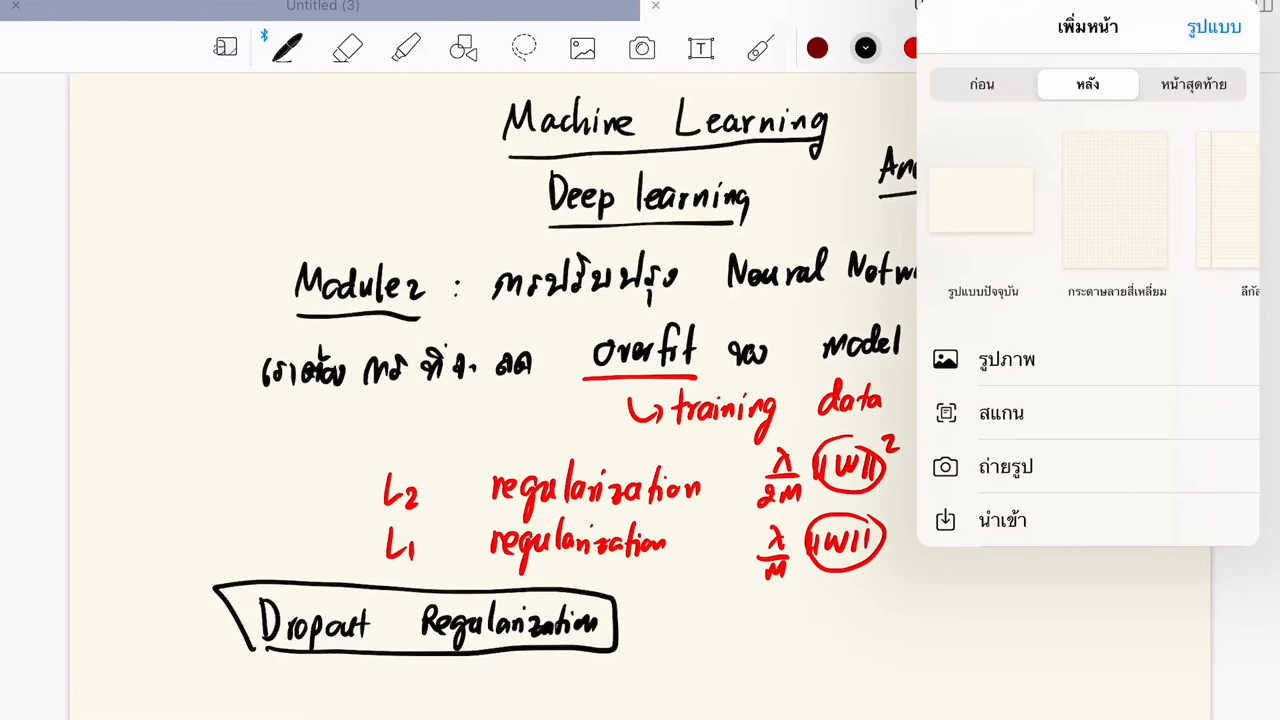 Untitled (3)
เพิ่มหน้า
รูปแบบ
ก่อน
หลัง
หน้าสุดท้าย
รูปแบบปัจจุบัน
กระดาษลายสี่เหลี่ยม
รูปภาพ
สแกน
ถ่ายรูป
นำเข้า
Machine Learning
Deep learning
Module 2 : การปรับปรุง Neural
เราต้องการที่จะลด overfit ของ model
↳ training data
L2 regularization λ/2m ||W||²
L1 regularization λ/m ||W||
Dropout Regularization